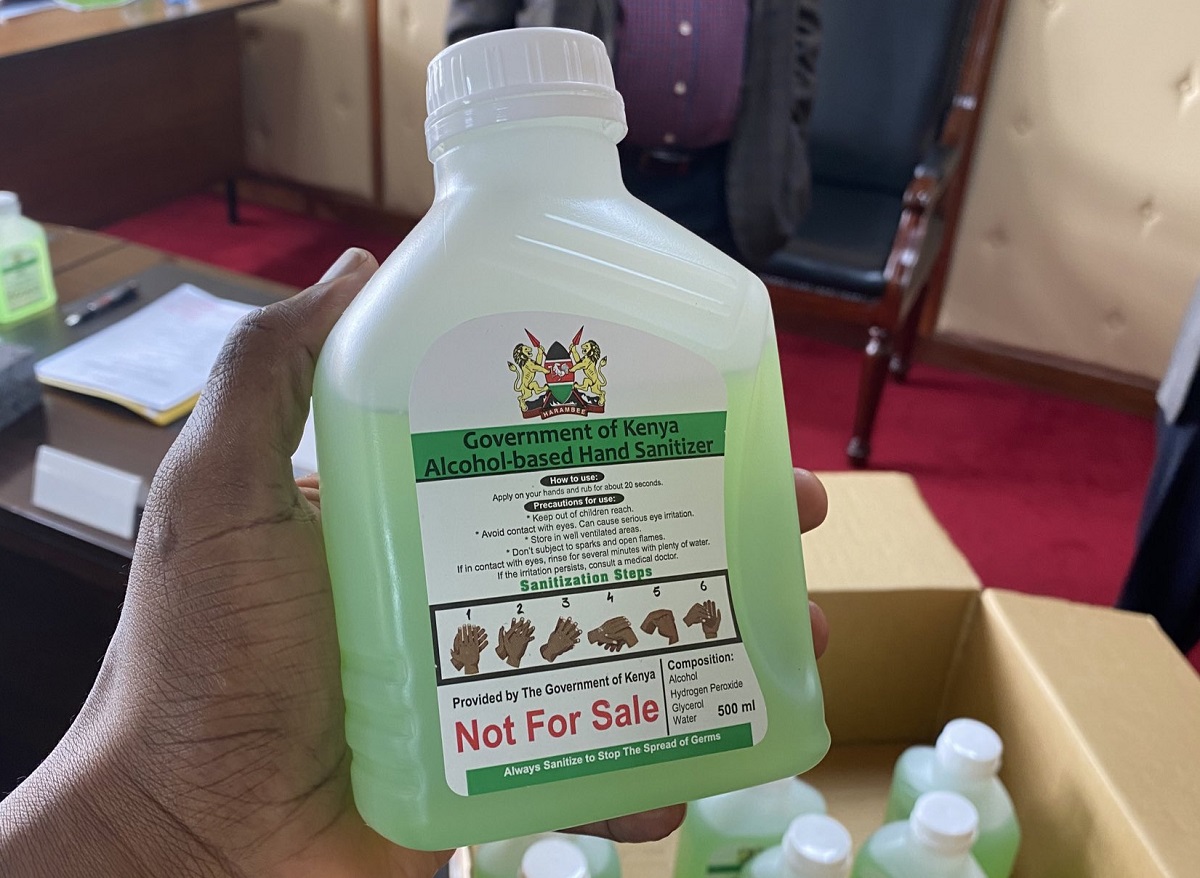 HARAMBEE
Government of Kenya
Alcohol-based Hand Sanitizer
How to use:
Apply on your hands and rub for about 20 seconds.
Precautions for use:
* Keep out of children reach.
* Avoid contact with eyes. Can cause serious eye irritation.
* Store in well ventilated areas.
* Don't subject to sparks and open flames.
If in contact with eyes, rinse for several minutes with plenty of water.
If the irritation persists, consult a medical doctor.
Sanitization Steps
1 2 3 4 5 6
Provided by The Government of Kenya
Not For Sale
Composition:
Alcohol
Hydrogen Peroxide
Glycerol
Water
500 ml
Always Sanitize to Stop The Spread of Germs